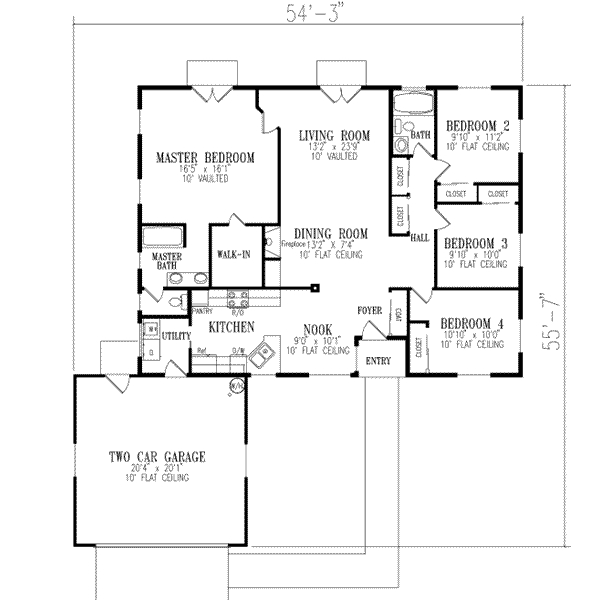 54'-3"
BEDROOM 2
9'10" x 11'2"
10' FLAT CEILING
BATH
LIVING ROOM
13'2" x 23'9"
10' VAULTED
MASTER BEDROOM
16'5" x 16'1"
10' VAULTED
CLOSET
CLOSET
CLOSET
CLOSET
DINING ROOM
13'2" x 7'4"
10' FLAT CEILING
Fireplace
HALL
BEDROOM 3
9'10" x 10'0"
10' FLAT CEILING
WALK-IN
MASTER
BATH
55'-7"
PANTRY
R/O
KITCHEN
UTILITY
W
D
Ref.
D/W
NOOK
9'0" x 10'1"
10' FLAT CEILING
FOYER
COAT
BEDROOM 4
10'10" x 10'0"
10' FLAT CEILING
CLOSET
ENTRY
W/H
TWO CAR GARAGE
20'4" x 20'1"
10' FLAT CEILING